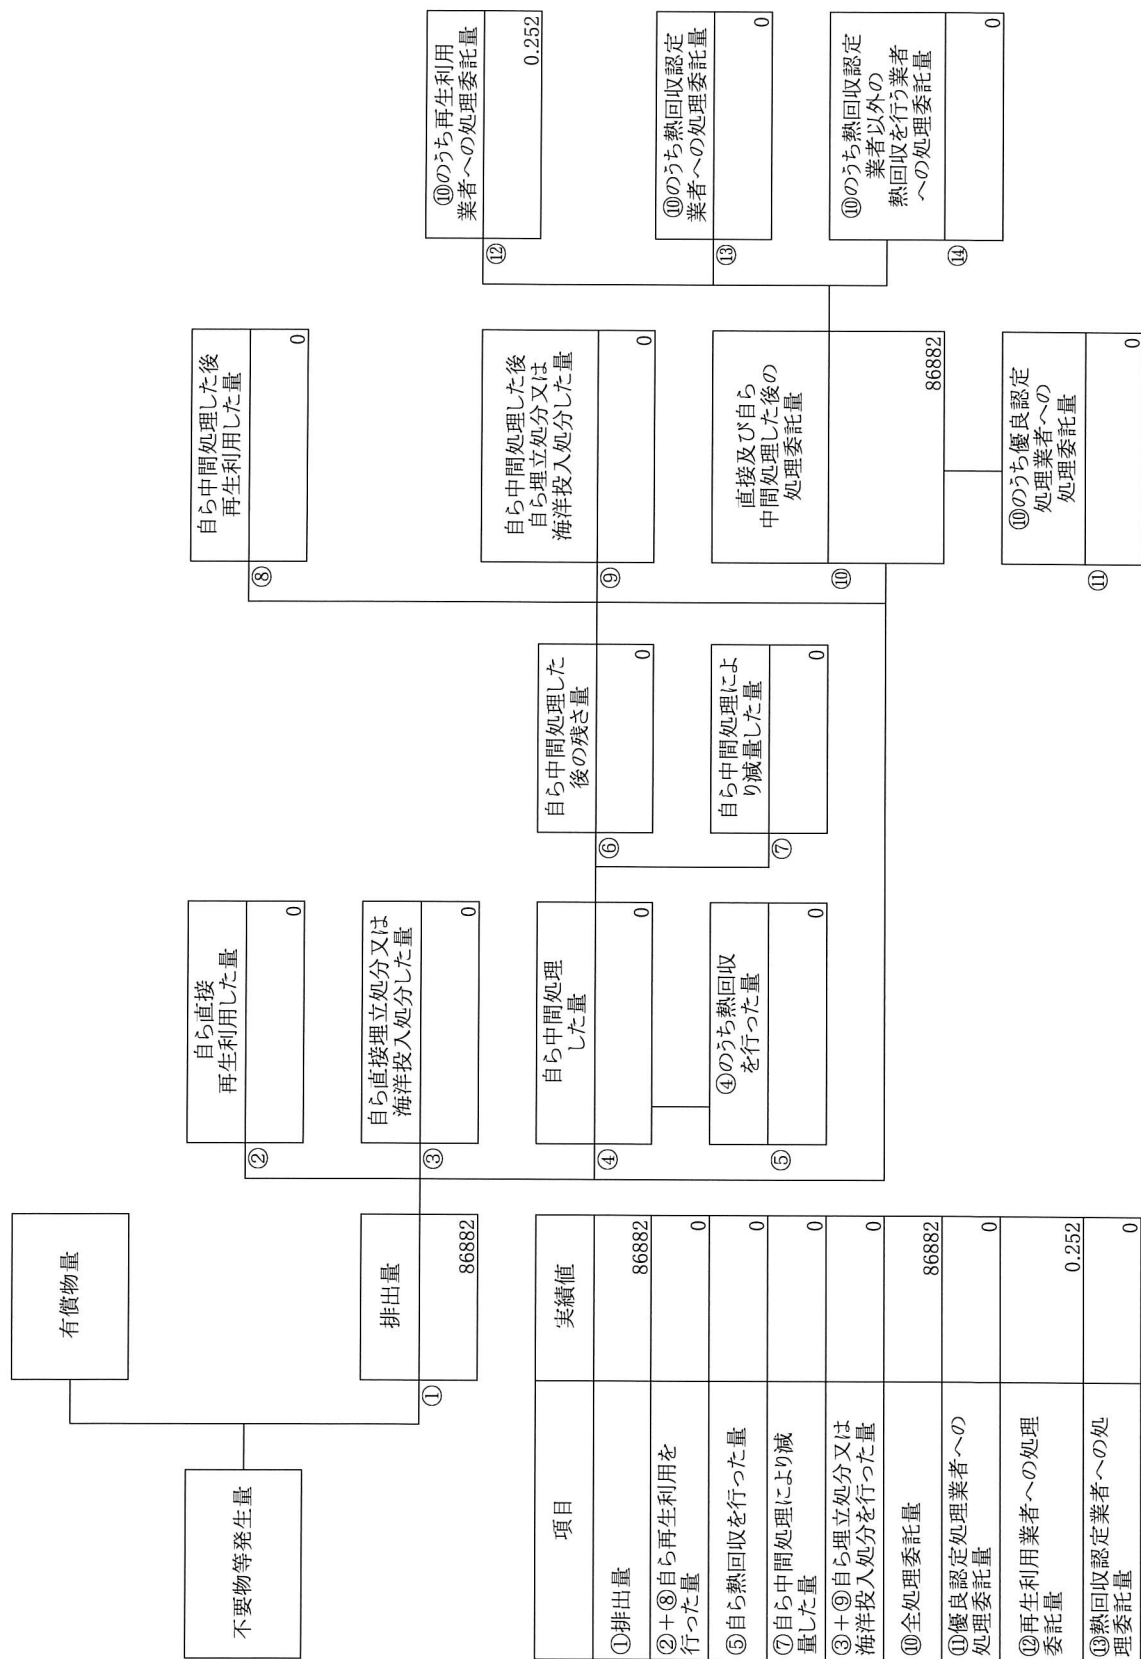 有償物量
不要物等発生量
①
排出量
86882
②
自ら直接
再生利用した量
0
③
自ら直接埋立処分又は
海洋投入処分した量
0
④
自ら中間処理
した量
0
⑤
④のうち熱回収
を行った量
0
⑥
自ら中間処理した
後の残さ量
0
⑦
自ら中間処理によ
り減量した量
0
⑧
自ら中間処理した後
再生利用した量
0
⑨
自ら中間処理した後
自ら埋立処分又は
海洋投入処分した量
0
⑩
直接及び自ら
中間処理した後の
処理委託量
86882
⑪
⑩のうち優良認定
処理業者への
処理委託量
0
⑫
⑩のうち再生利用
業者への処理委託量
0.252
⑬
⑩のうち熱回収認定
業者への処理委託量
0
⑭
⑩のうち熱回収認定
業者以外の
熱回収を行う業者
への処理委託量
0
項目 実績値
①排出量 86882
②+⑧自ら再生利用を
行った量 0
⑤自ら熱回収を行った量 0
⑦自ら中間処理により減
量した量 0
③+⑨自ら埋立処分又は
海洋投入処分を行った量 0
⑩全処理委託量 86882
⑪優良認定処理業者への
処理委託量 0
⑫再生利用業者への処理
委託量 0.252
⑬熱回収認定業者への処
理委託量 0